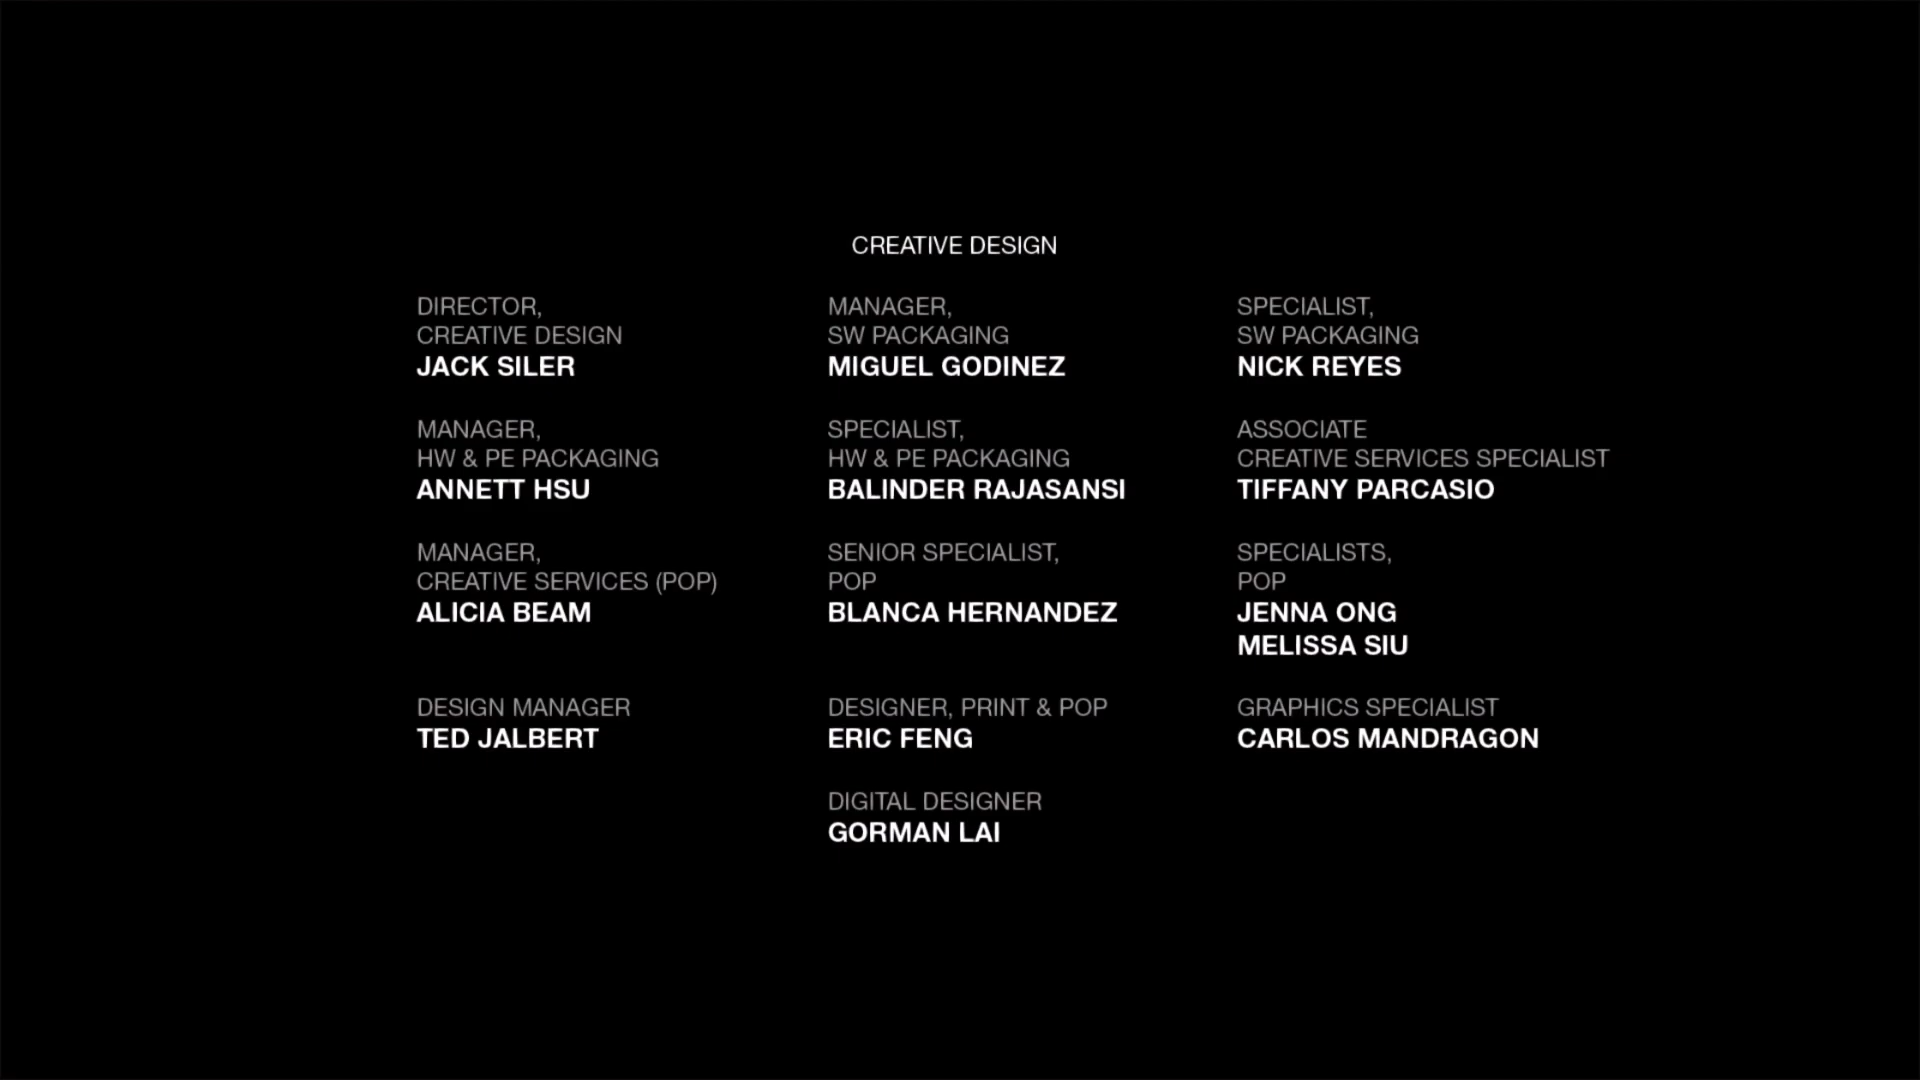 CREATIVE DESIGN
DIRECTOR,
CREATIVE DESIGN
JACK SILER
MANAGER,
SW PACKAGING
MIGUEL GODINEZ
SPECIALIST,
SW PACKAGING
NICK REYES
MANAGER,
HW & PE PACKAGING
ANNETT HSU
SPECIALIST,
HW & PE PACKAGING
BALINDER RAJASANSI
ASSOCIATE
CREATIVE SERVICES SPECIALIST
TIFFANY PARCASIO
MANAGER,
CREATIVE SERVICES (POP)
ALICIA BEAM
SENIOR SPECIALIST,
POP
BLANCA HERNANDEZ
SPECIALISTS,
POP
JENNA ONG
MELISSA SIU
DESIGN MANAGER
TED JALBERT
DESIGNER, PRINT & POP
ERIC FENG
GRAPHICS SPECIALIST
CARLOS MANDRAGON
DIGITAL DESIGNER
GORMAN LAI